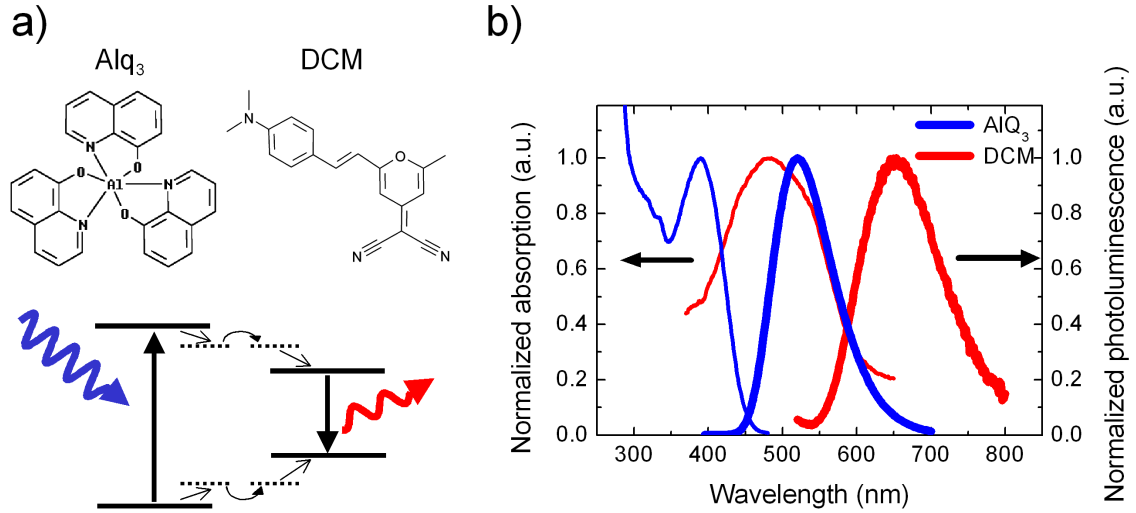 a)
Alq3
DCM
N
O
O
Al
N
O
N
N
O
N
N
b)
AlQ3
DCM
Normalized absorption (a.u.)
1.0
0.8
0.6
0.4
0.2
0.0
1.0
0.8
0.6
0.4
0.2
0.0
Normalized photoluminescence (a.u.)
300 400 500 600 700 800
Wavelength (nm)